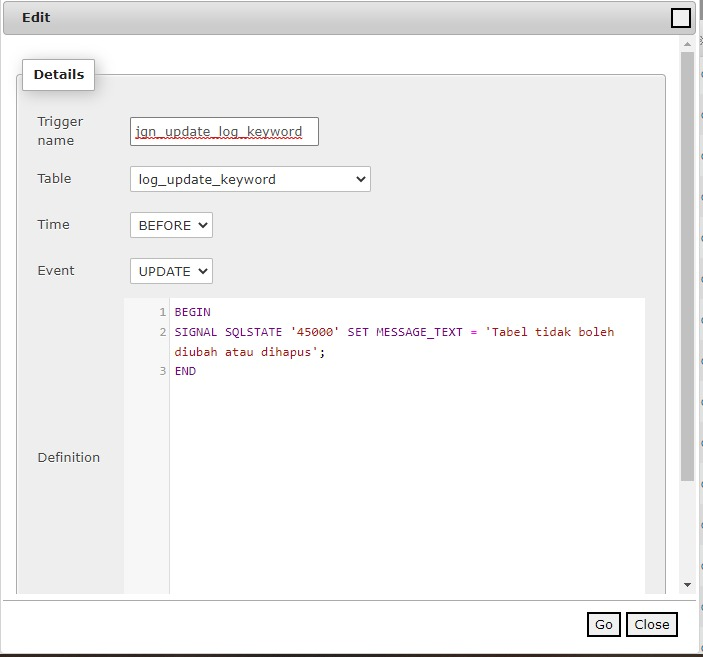 Edit
Details
Trigger
name
jgn_update_log_keyword
Table
log_update_keyword
Time
BEFORE
Event
UPDATE
Definition
1 BEGIN
2 SIGNAL SQLSTATE '45000' SET MESSAGE_TEXT = 'Tabel tidak boleh
diubah atau dihapus';
3 END
Go
Close